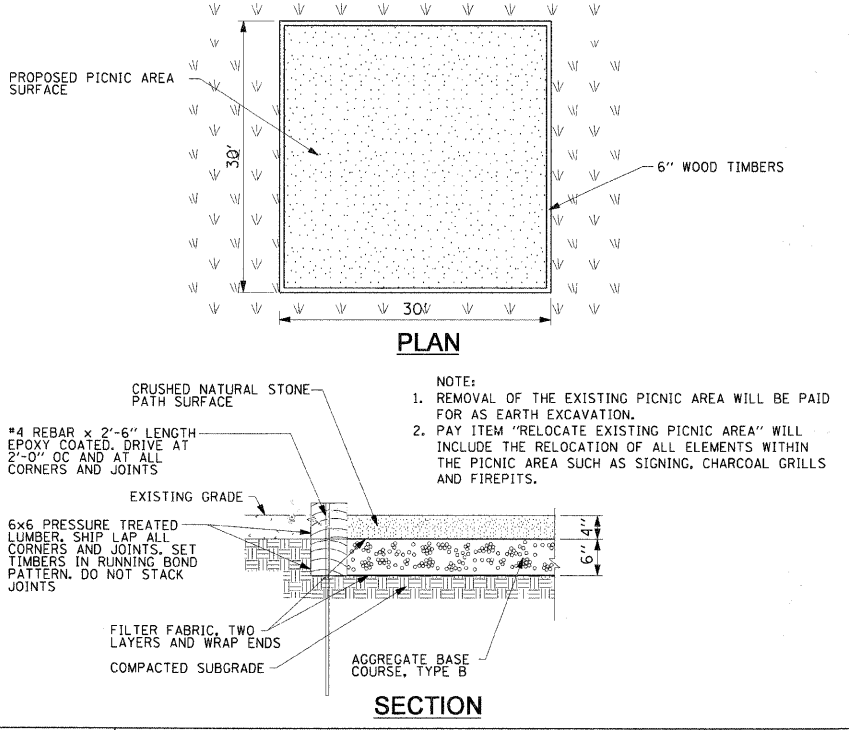 PROPOSED PICNIC AREA
SURFACE
30'
6" WOOD TIMBERS
30'
PLAN
CRUSHED NATURAL STONE
PATH SURFACE
#4 REBAR x 2'-6" LENGTH
EPOXY COATED. DRIVE AT
2'-0" OC AND AT ALL
CORNERS AND JOINTS
EXISTING GRADE
6x6 PRESSURE TREATED
LUMBER. SHIP LAP ALL
CORNERS AND JOINTS. SET
TIMBERS IN RUNNING BOND
PATTERN. DO NOT STACK
JOINTS
FILTER FABRIC, TWO
LAYERS AND WRAP ENDS
COMPACTED SUBGRADE
AGGREGATE BASE
COURSE, TYPE B
NOTE:
1. REMOVAL OF THE EXISTING PICNIC AREA WILL BE PAID
FOR AS EARTH EXCAVATION.
2. PAY ITEM "RELOCATE EXISTING PICNIC AREA" WILL
INCLUDE THE RELOCATION OF ALL ELEMENTS WITHIN
THE PICNIC AREA SUCH AS SIGNING, CHARCOAL GRILLS
AND FIREPITS.
4"
6"
SECTION